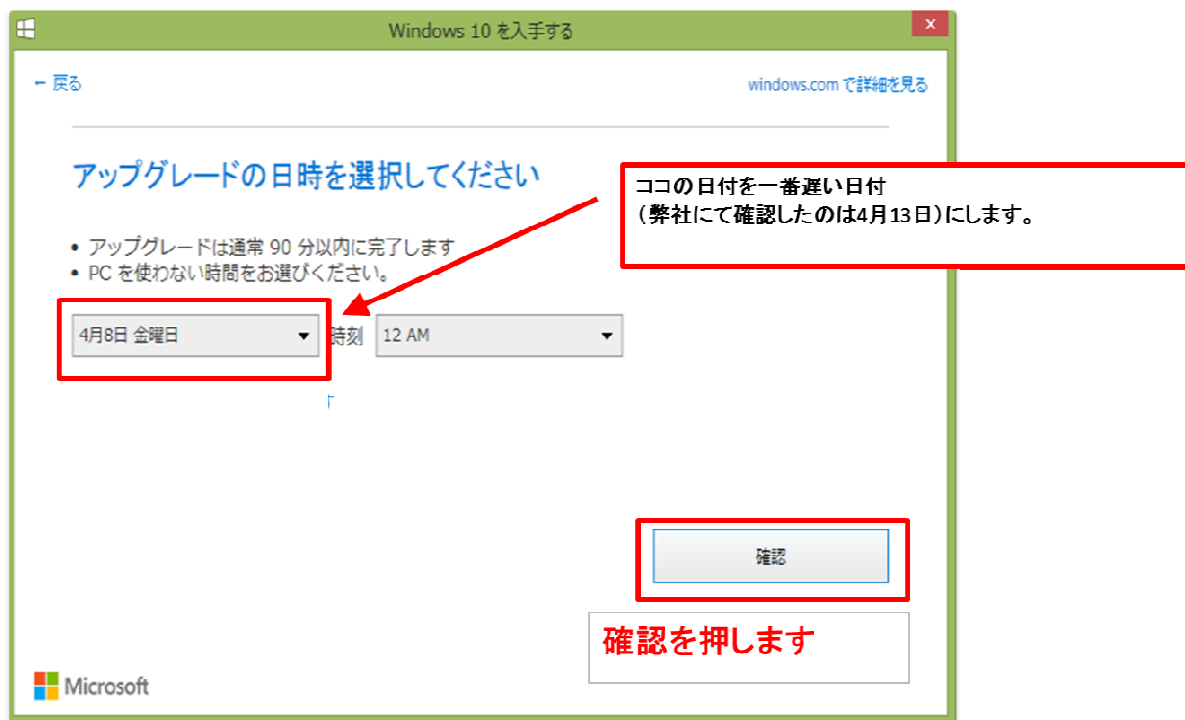 Windows 10 を入手する
x
← 戻る
windows.com で詳細を見る
アップグレードの日時を選択してください
ココの日付を一番遅い日付
（弊社にて確認したのは4月13日）にします。
• アップグレードは通常 90 分以内に完了します
• PC を使わない時間をお選びください。
4月8日 金曜日
時刻
12 AM
す
確認
確認を押します
Microsoft